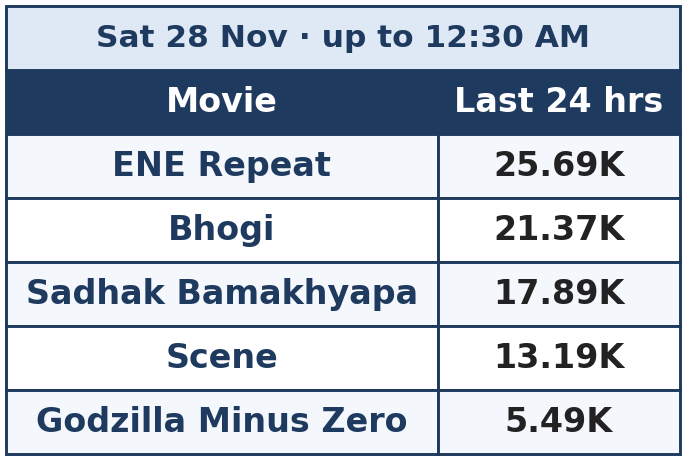 Sat 28 Nov · up to 12:30 AM
Movie Last 24 hrs
ENE Repeat 25.69K
Bhogi 21.37K
Sadhak Bamakhyapa 17.89K
Scene 13.19K
Godzilla Minus Zero 5.49K